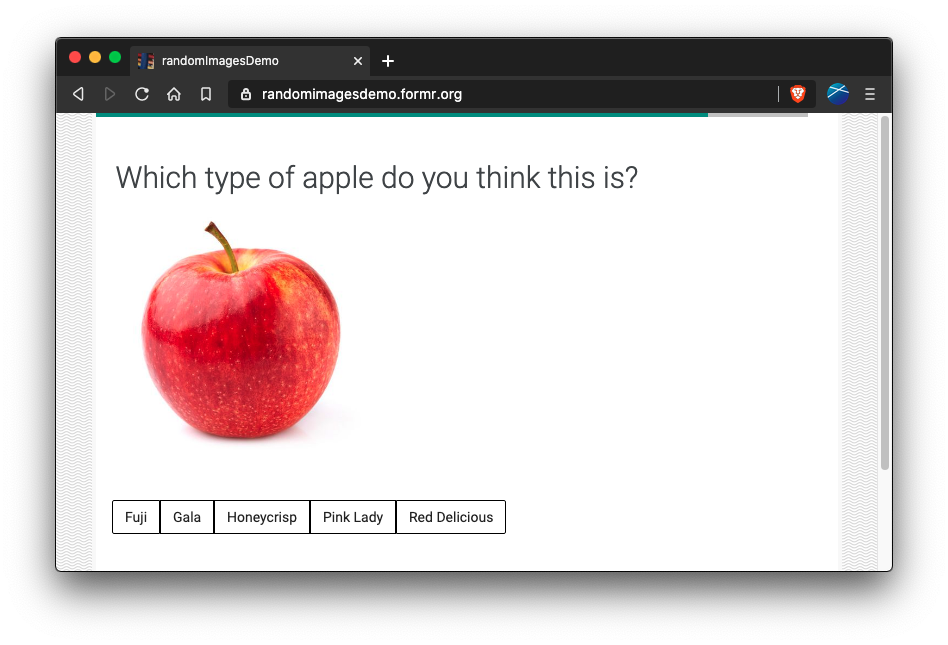 randomImagesDemo
randomimagesdemo.formr.org
Which type of apple do you think this is?
Fuji Gala Honeycrisp Pink Lady Red Delicious